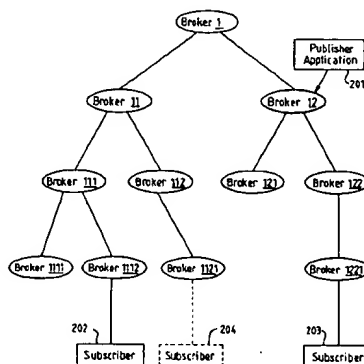 Broker 1
Publisher
Application
201
Broker 11
Broker 12
Broker 111
Broker 112
Broker 121
Broker 122
Broker 1111
Broker 1112
Broker 1121
Broker 1221
202
204
203
Subscriber
Subscriber
Subscriber